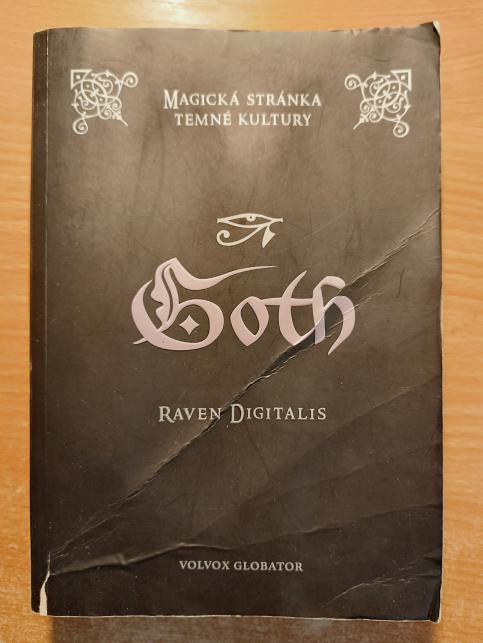 Magická stránka
temné kultury
Goth
Raven Digitalis
VOLVOX GLOBATOR